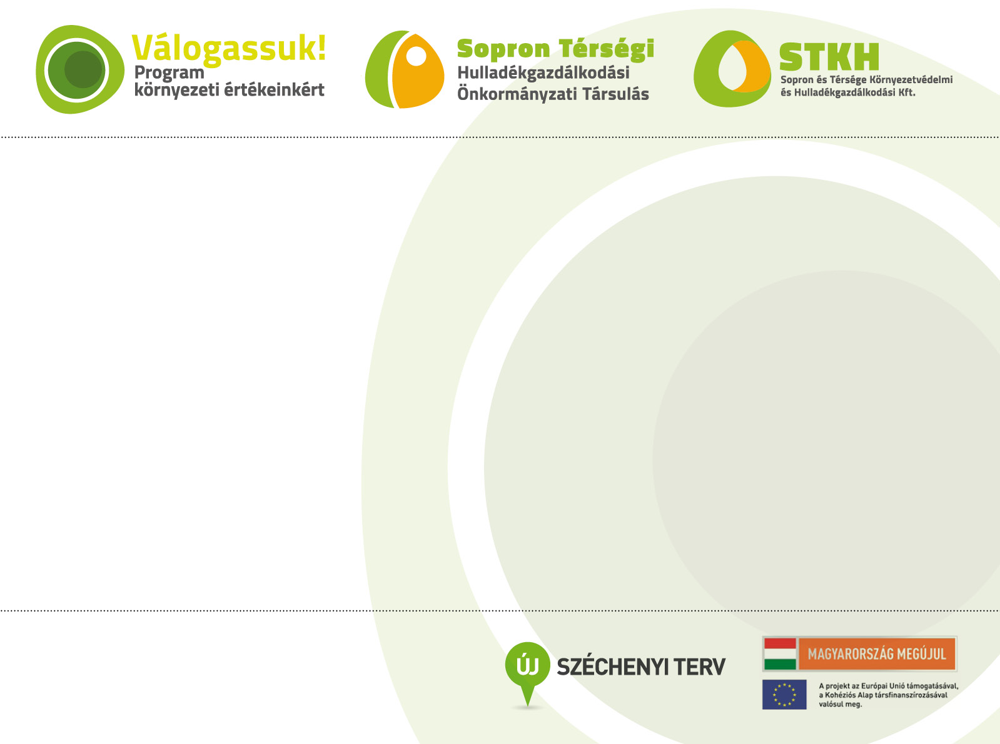 Válogassuk!
Program
környezeti értékeinkért
Sopron Térségi
Hulladékgazdálkodási
Önkormányzati Társulás
STKH
Sopron és Térsége Környezetvédelmi
és Hulladékgazdálkodási Kft.
ÚJ SZÉCHENYI TERV
MAGYARORSZÁG MEGÚJUL
A projekt az Európai Unió támogatásával,
a Kohéziós Alap társfinanszírozásával
valósul meg.